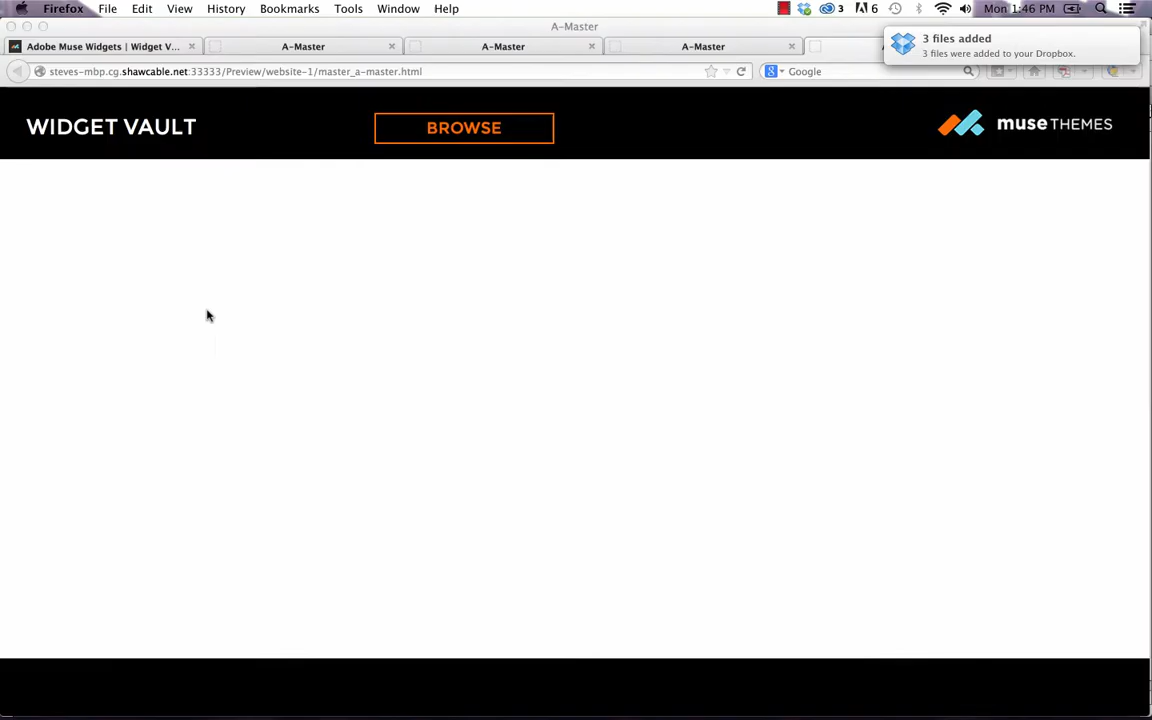 Firefox File Edit View History Bookmarks Tools Window Help 3 6 Mon 1:46 PM
A-Master
Adobe Muse Widgets | Widget V... A-Master A-Master A-Master
3 files added
3 files were added to your Dropbox.
steves-mbp.cg.shawcable.net:33333/Preview/website-1/master_a-master.html Google
WIDGET VAULT BROWSE museTHEMES